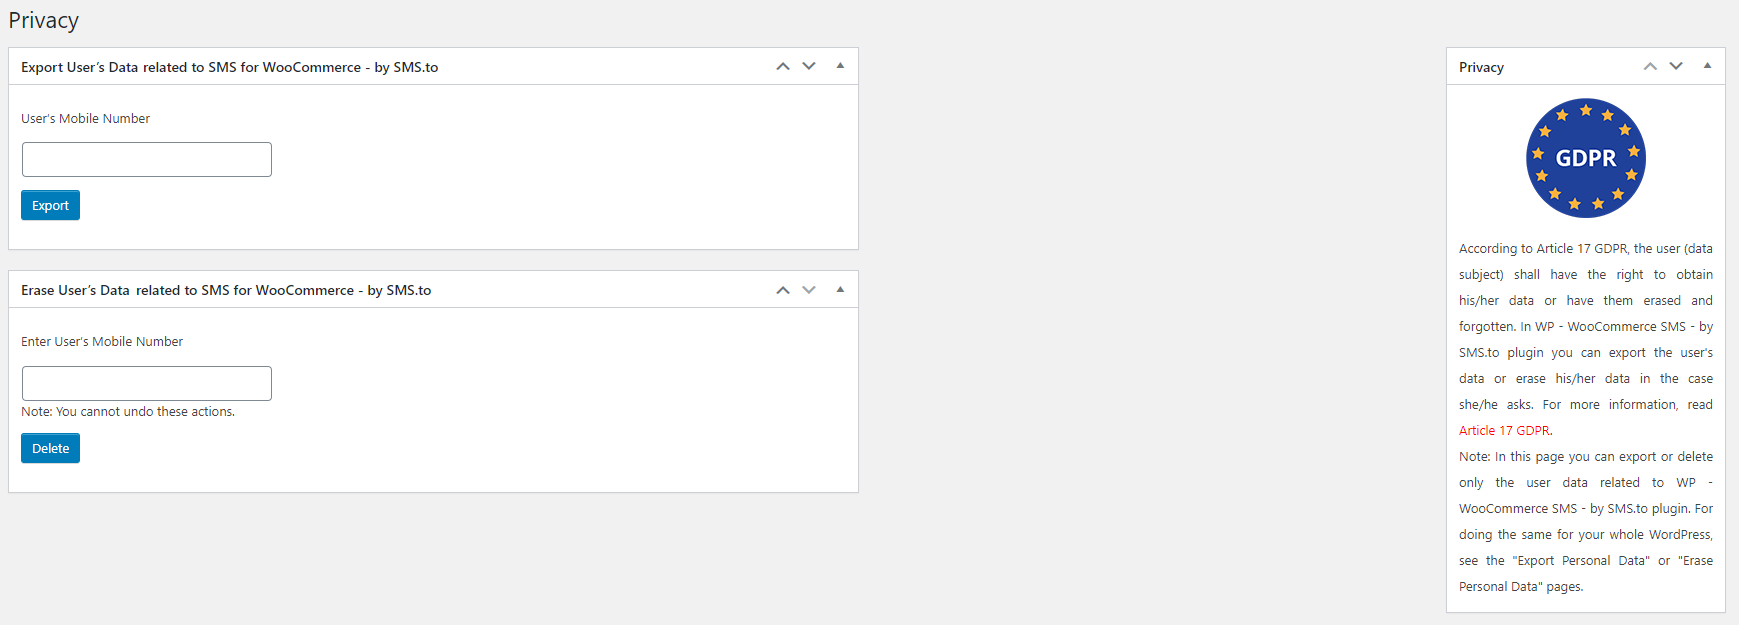 Privacy
Export User's Data related to SMS for WooCommerce - by SMS.to
User's Mobile Number
Export
Erase User's Data related to SMS for WooCommerce - by SMS.to
Enter User's Mobile Number
Note: You cannot undo these actions.
Delete
Privacy
GDPR
According to Article 17 GDPR, the user (data
subject) shall have the right to obtain
his/her data or have them erased and
forgotten. In WP - WooCommerce SMS - by
SMS.to plugin you can export the user's
data or erase his/her data in the case
she/he asks. For more information, read
Article 17 GDPR.
Note: In this page you can export or delete
only the user data related to WP -
WooCommerce SMS - by SMS.to plugin. For
doing the same for your whole WordPress,
see the "Export Personal Data" or "Erase
Personal Data" pages.